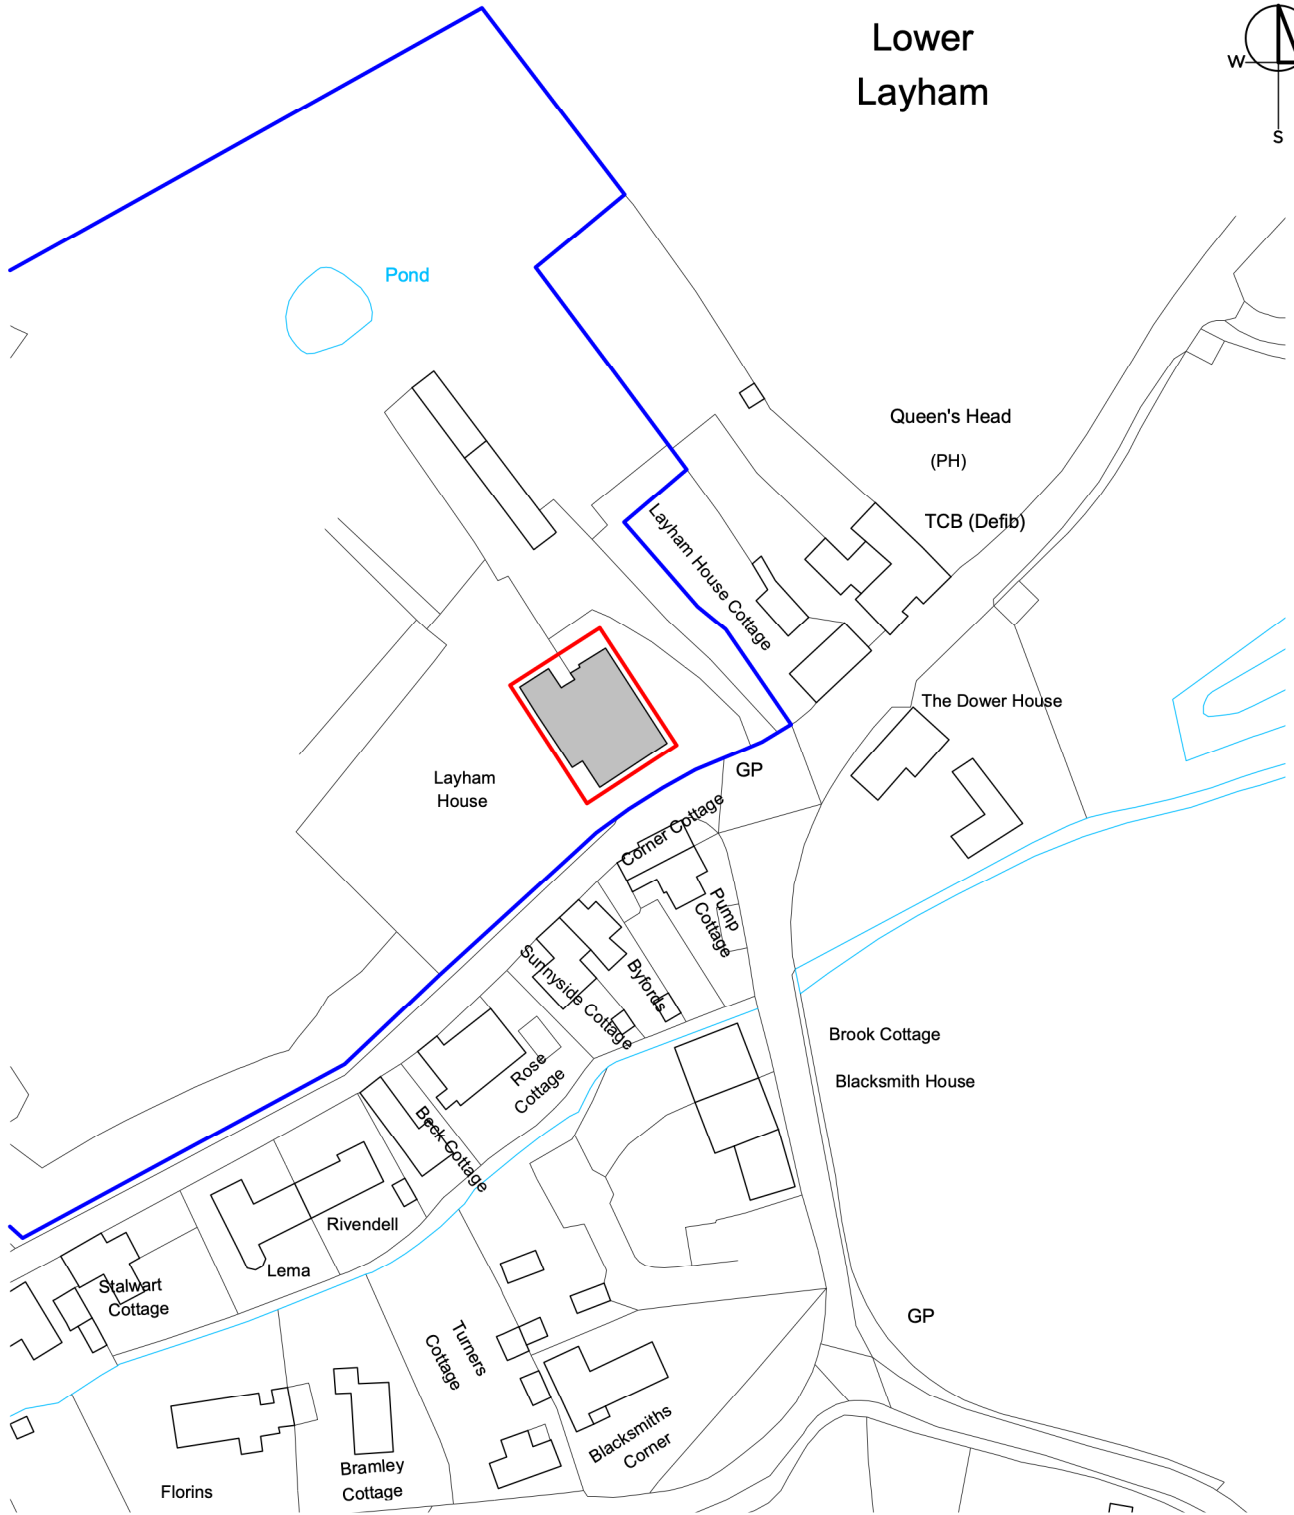 Lower
Layham
W
S
Pond
Queen's Head
(PH)
TCB (Defib)
Layham House Cottage
The Dower House
Layham
House
GP
Corner Cottage
Pump
Cottage
Byfords
Sunnyside Cottage
Rose
Cottage
Beck Cottage
Brook Cottage
Blacksmith House
Rivendell
Lema
Stalwart
Cottage
GP
Turners
Cottage
Blacksmiths
Corner
Bramley
Cottage
Florins